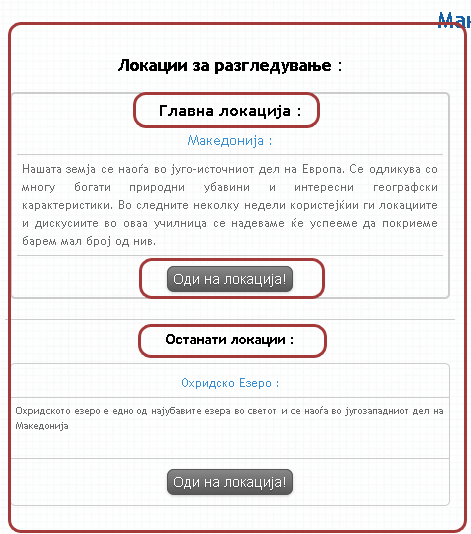 Мак
Локации за разгледување :
Главна локација :
Македонија :
Нашата земја се наоѓа во југо-источниот дел на Европа. Се одликува со
многу богати природни убавини и интересни географски
карактеристики. Во следните неколку недели користејќии ги локациите
и дискусиите во оваа училница се надеваме ќе успееме да покриеме
барем мал број од нив.
Оди на локација!
Останати локации :
Охридско Езеро :
Охридското езеро е едно од најубавите езера во светот и се наоѓа во југозападниот дел на
Македонија
Оди на локација!